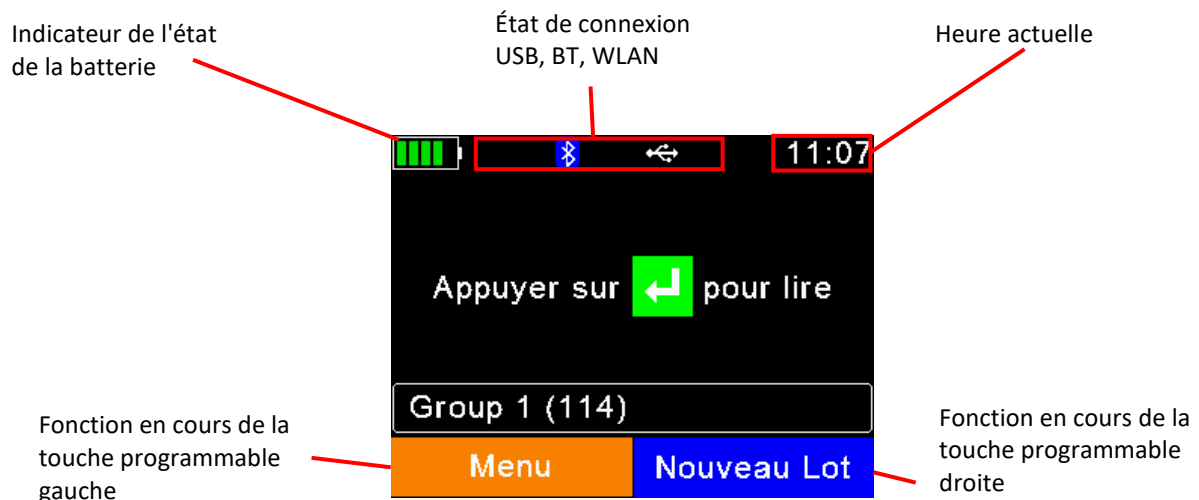 Indicateur de l'état
de la batterie
État de connexion
USB, BT, WLAN
Heure actuelle
11:07
Appuyer sur pour lire
Group 1 (114)
Menu
Nouveau Lot
Fonction en cours de la
touche programmable
gauche
Fonction en cours de la
touche programmable
droite